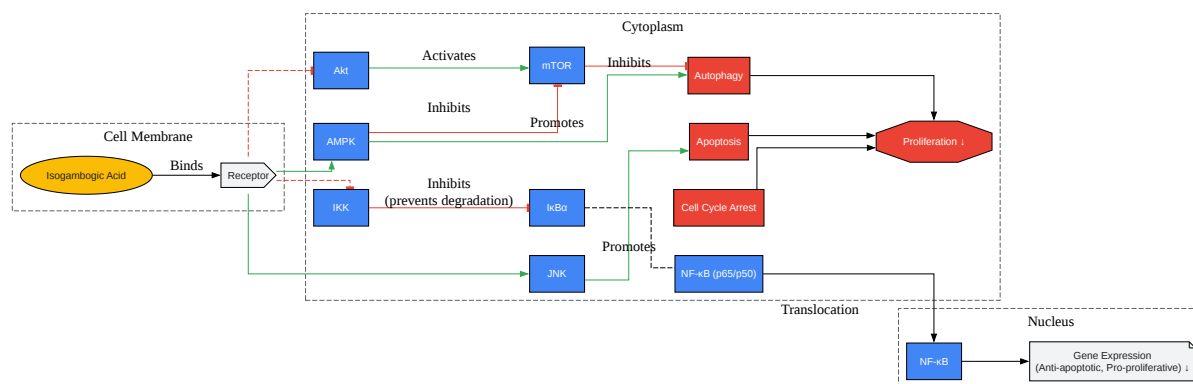 Cytoplasm
Akt
Activates
mTOR
Inhibits
Autophagy
Inhibits
Promotes
Cell Membrane
AMPK
Apoptosis
Proliferation ↓
Isogambogic Acid
Binds
Receptor
IKK
Inhibits
(prevents degradation)
IκBα
Cell Cycle Arrest
Promotes
JNK
NF-κB (p65/p50)
Translocation
Nucleus
NF-κB
Gene Expression
(Anti-apoptotic, Pro-proliferative) ↓